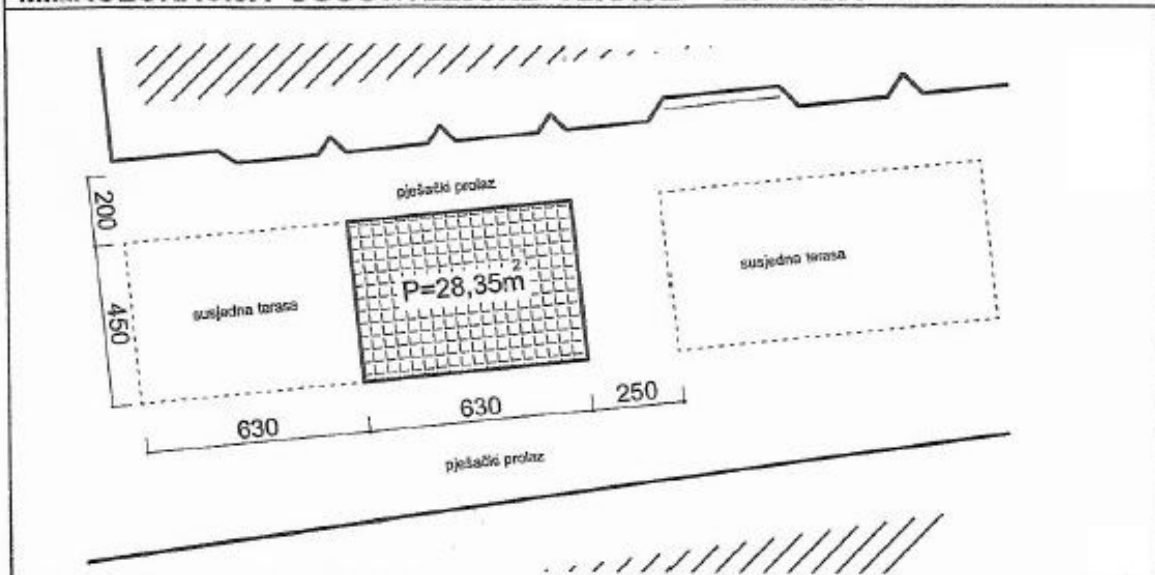 pješački prolaz
200
susjedna terasa
450
susjedna terasa
P=28,35m²
630
630
250
pješački prolaz